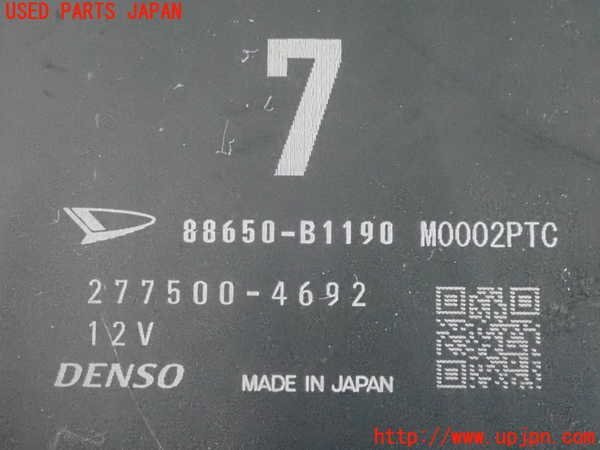 USED PARTS JAPAN
7
88650-B1190 M0002PTC
277500-4692
12V
DENSO
MADE IN JAPAN
http://www.upjpn.com/